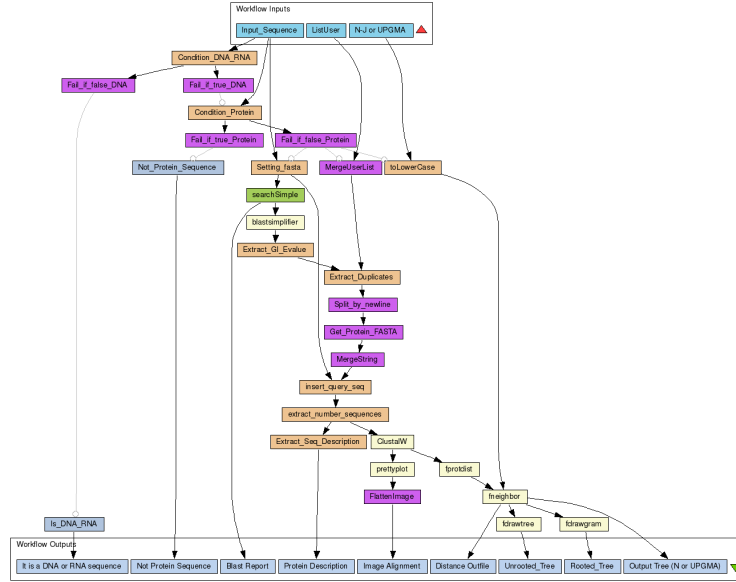 Workflow Inputs
Input_Sequence ListUser N-J or UPGMA
Condition_DNA_RNA
Fail_if_false_DNA Fail_if_true_DNA
Condition_Protein
Fail_if_true_Protein Fail_if_false_Protein
Not_Protein_Sequence Setting_fasta MergeUserList toLowerCase
searchSimple
blastsimplifier
Extract_GI_Evalue
Extract_Duplicates
Split_by_newline
Get_Protein_FASTA
MergeString
insert_query_seq
extract_number_sequences
Extract_Seq_Description ClustalW
prettyplot fprotdist
FlattenImage fneighbor
Is_DNA_RNA fdrawtree fdrawgram
Workflow Outputs
It is a DNA or RNA sequence Not Protein Sequence Blast Report Protein Description Image Alignment Distance Outfile Unrooted_Tree Rooted_Tree Output Tree (N or UPGMA)